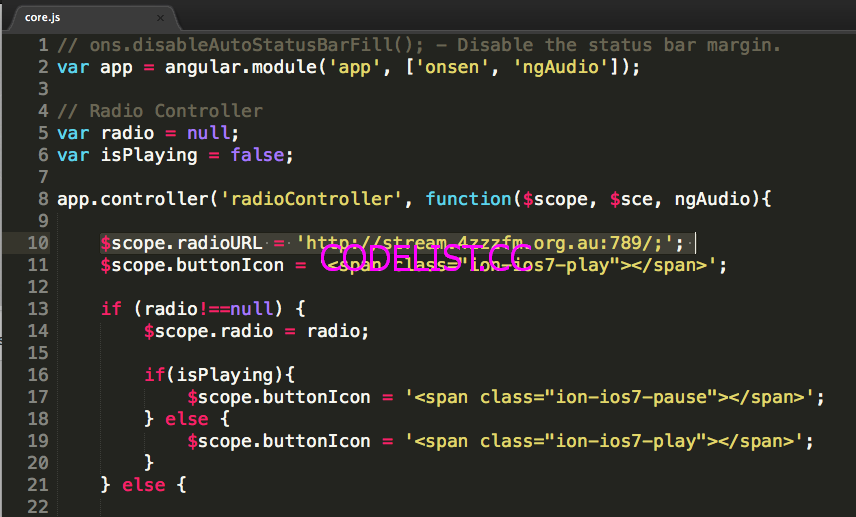 core.js ×
1 // ons.disableAutoStatusBarFill(); – Disable the status bar margin.
2 var app = angular.module('app', ['onsen', 'ngAudio']);
3
4 // Radio Controller
5 var radio = null;
6 var isPlaying = false;
7
8 app.controller('radioController', function($scope, $sce, ngAudio){
9
10 $scope.radioURL = 'http://stream.4zzzfm.org.au:789/;';
CODELIST.CC
11 $scope.buttonIcon = '<span class="ion-ios7-play"></span>';
12
13 if (radio!==null) {
14 $scope.radio = radio;
15
16 if(isPlaying){
17 $scope.buttonIcon = '<span class="ion-ios7-pause"></span>';
18 } else {
19 $scope.buttonIcon = '<span class="ion-ios7-play"></span>';
20 }
21 } else {
22